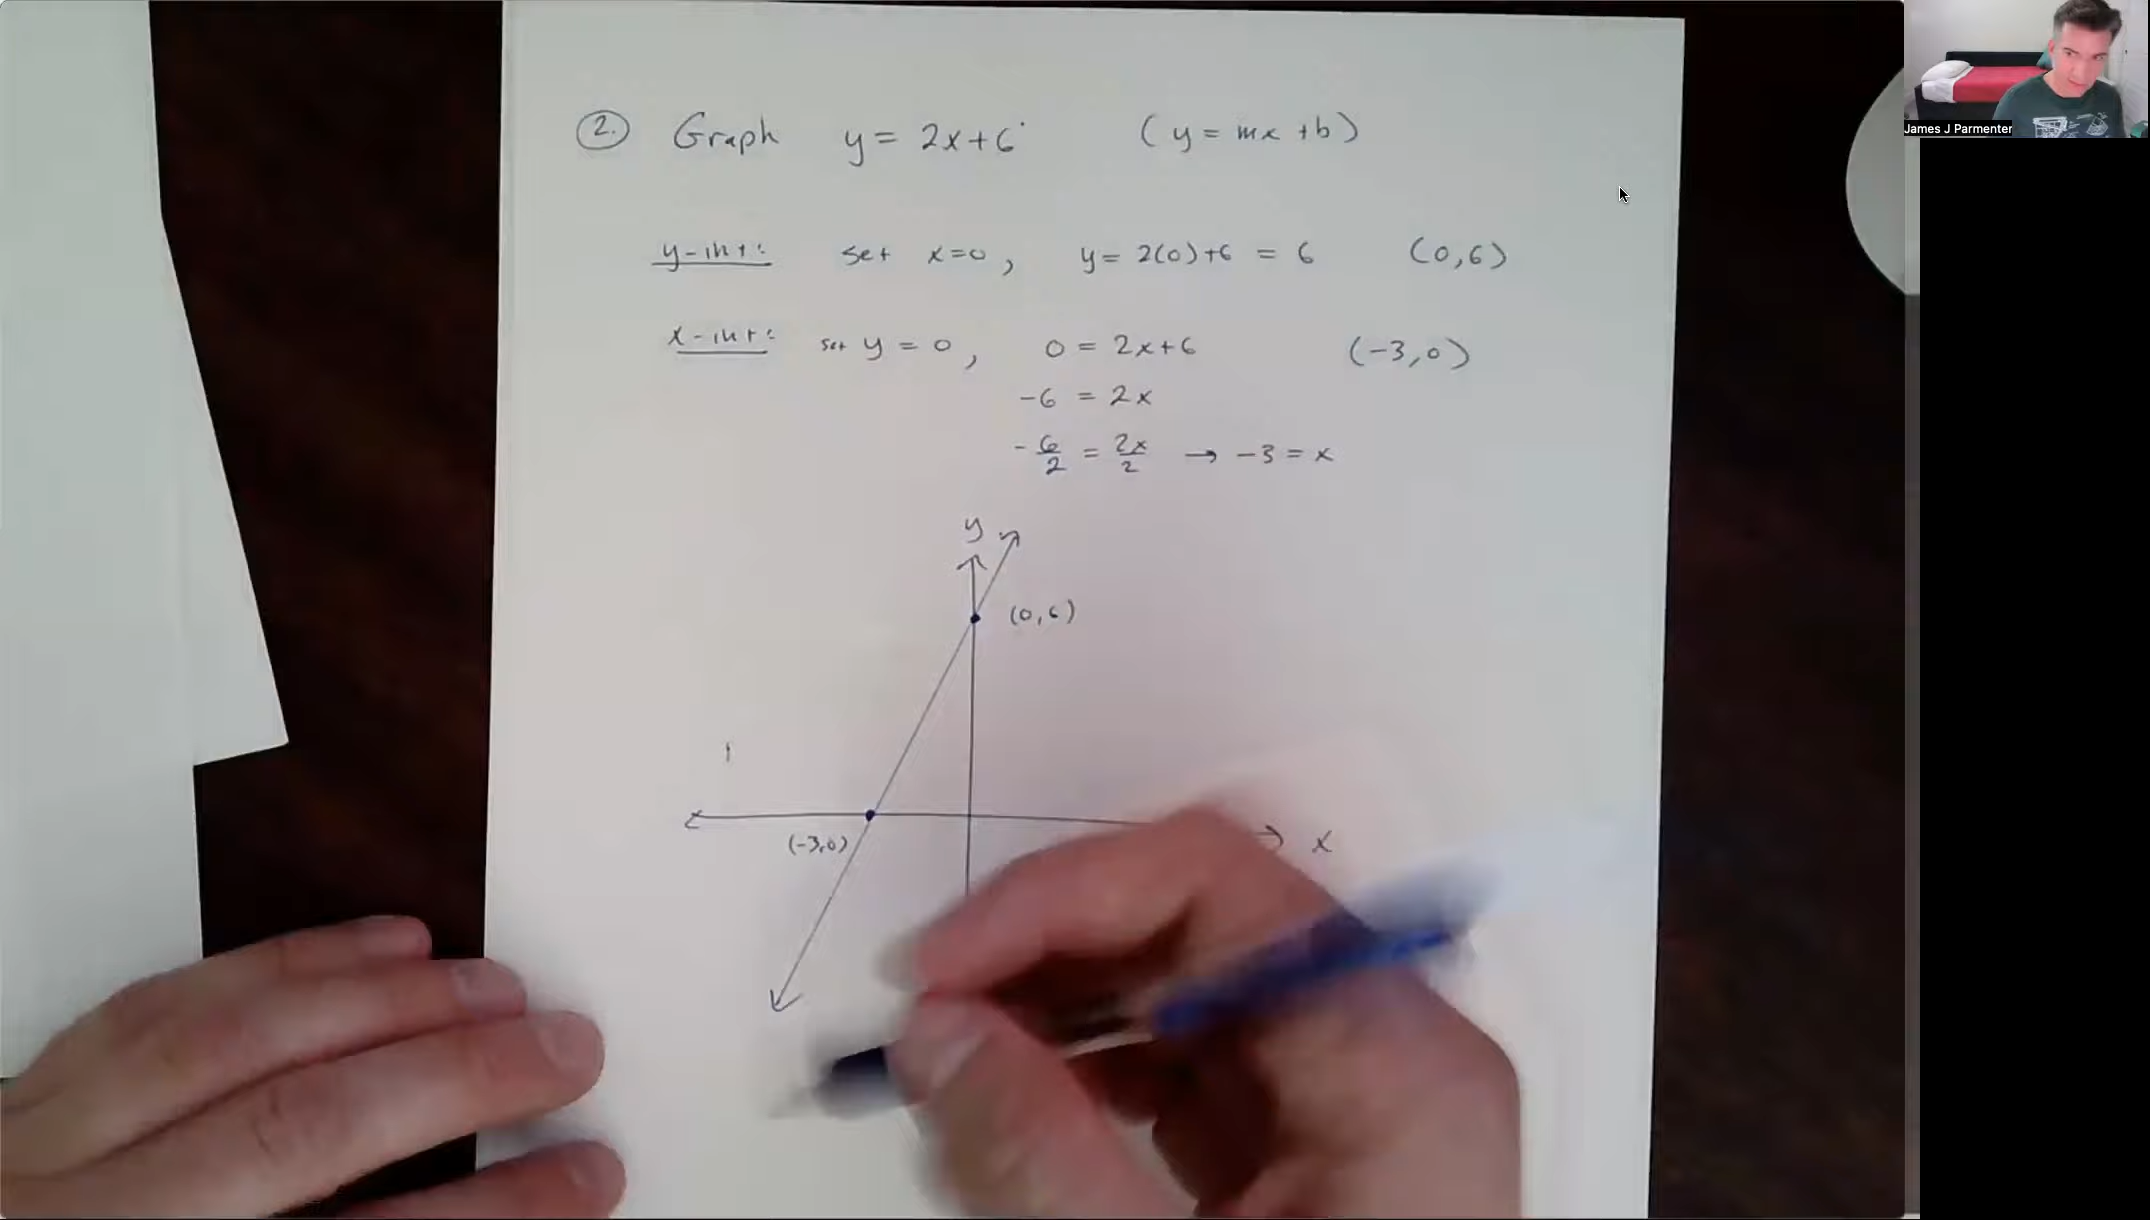 2. Graph y = 2x+6 (y = mx + b)
y-int: set x=0, y = 2(0)+6 = 6 (0,6)
x-int: set y = 0, 0 = 2x+6 (-3,0)
-6 = 2x
-6/2 = 2x/2 → -3 = x
y
(0,6)
(-3,0)
x
James J Parmenter